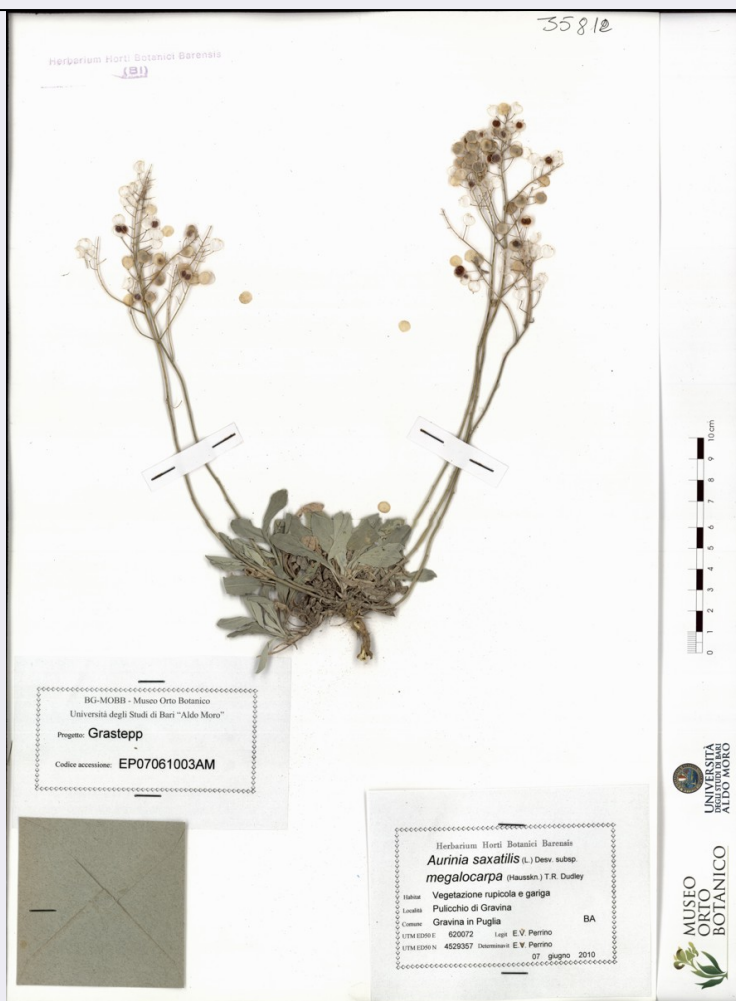 35812
Herbarium Horti Botanici Barensis
(BI)
10 cm
9
8
7
6
5
4
3
2
1
0
BG-MOBB - Museo Orto Botanico
Università degli Studi di Bari "Aldo Moro"
Progetto: Grastepp
Codice accessione: EP07061003AM
UNIVERSITÀ
DEGLI STUDI DI BARI
ALDO MORO
Herbarium Horti Botanici Barensis
Aurinia saxatilis (L.) Desv. subsp.
megalocarpa (Hausskn.) T.R. Dudley
Habitat Vegetazione rupicola e gariga
Località Pulicchio di Gravina
Comune Gravina in Puglia BA
UTM ED50 E 620072 Legit E.V. Perrino
UTM ED50 N 4529357 Determinavit E.V. Perrino
07 giugno 2010
MUSEO
ORTO
BOTANICO